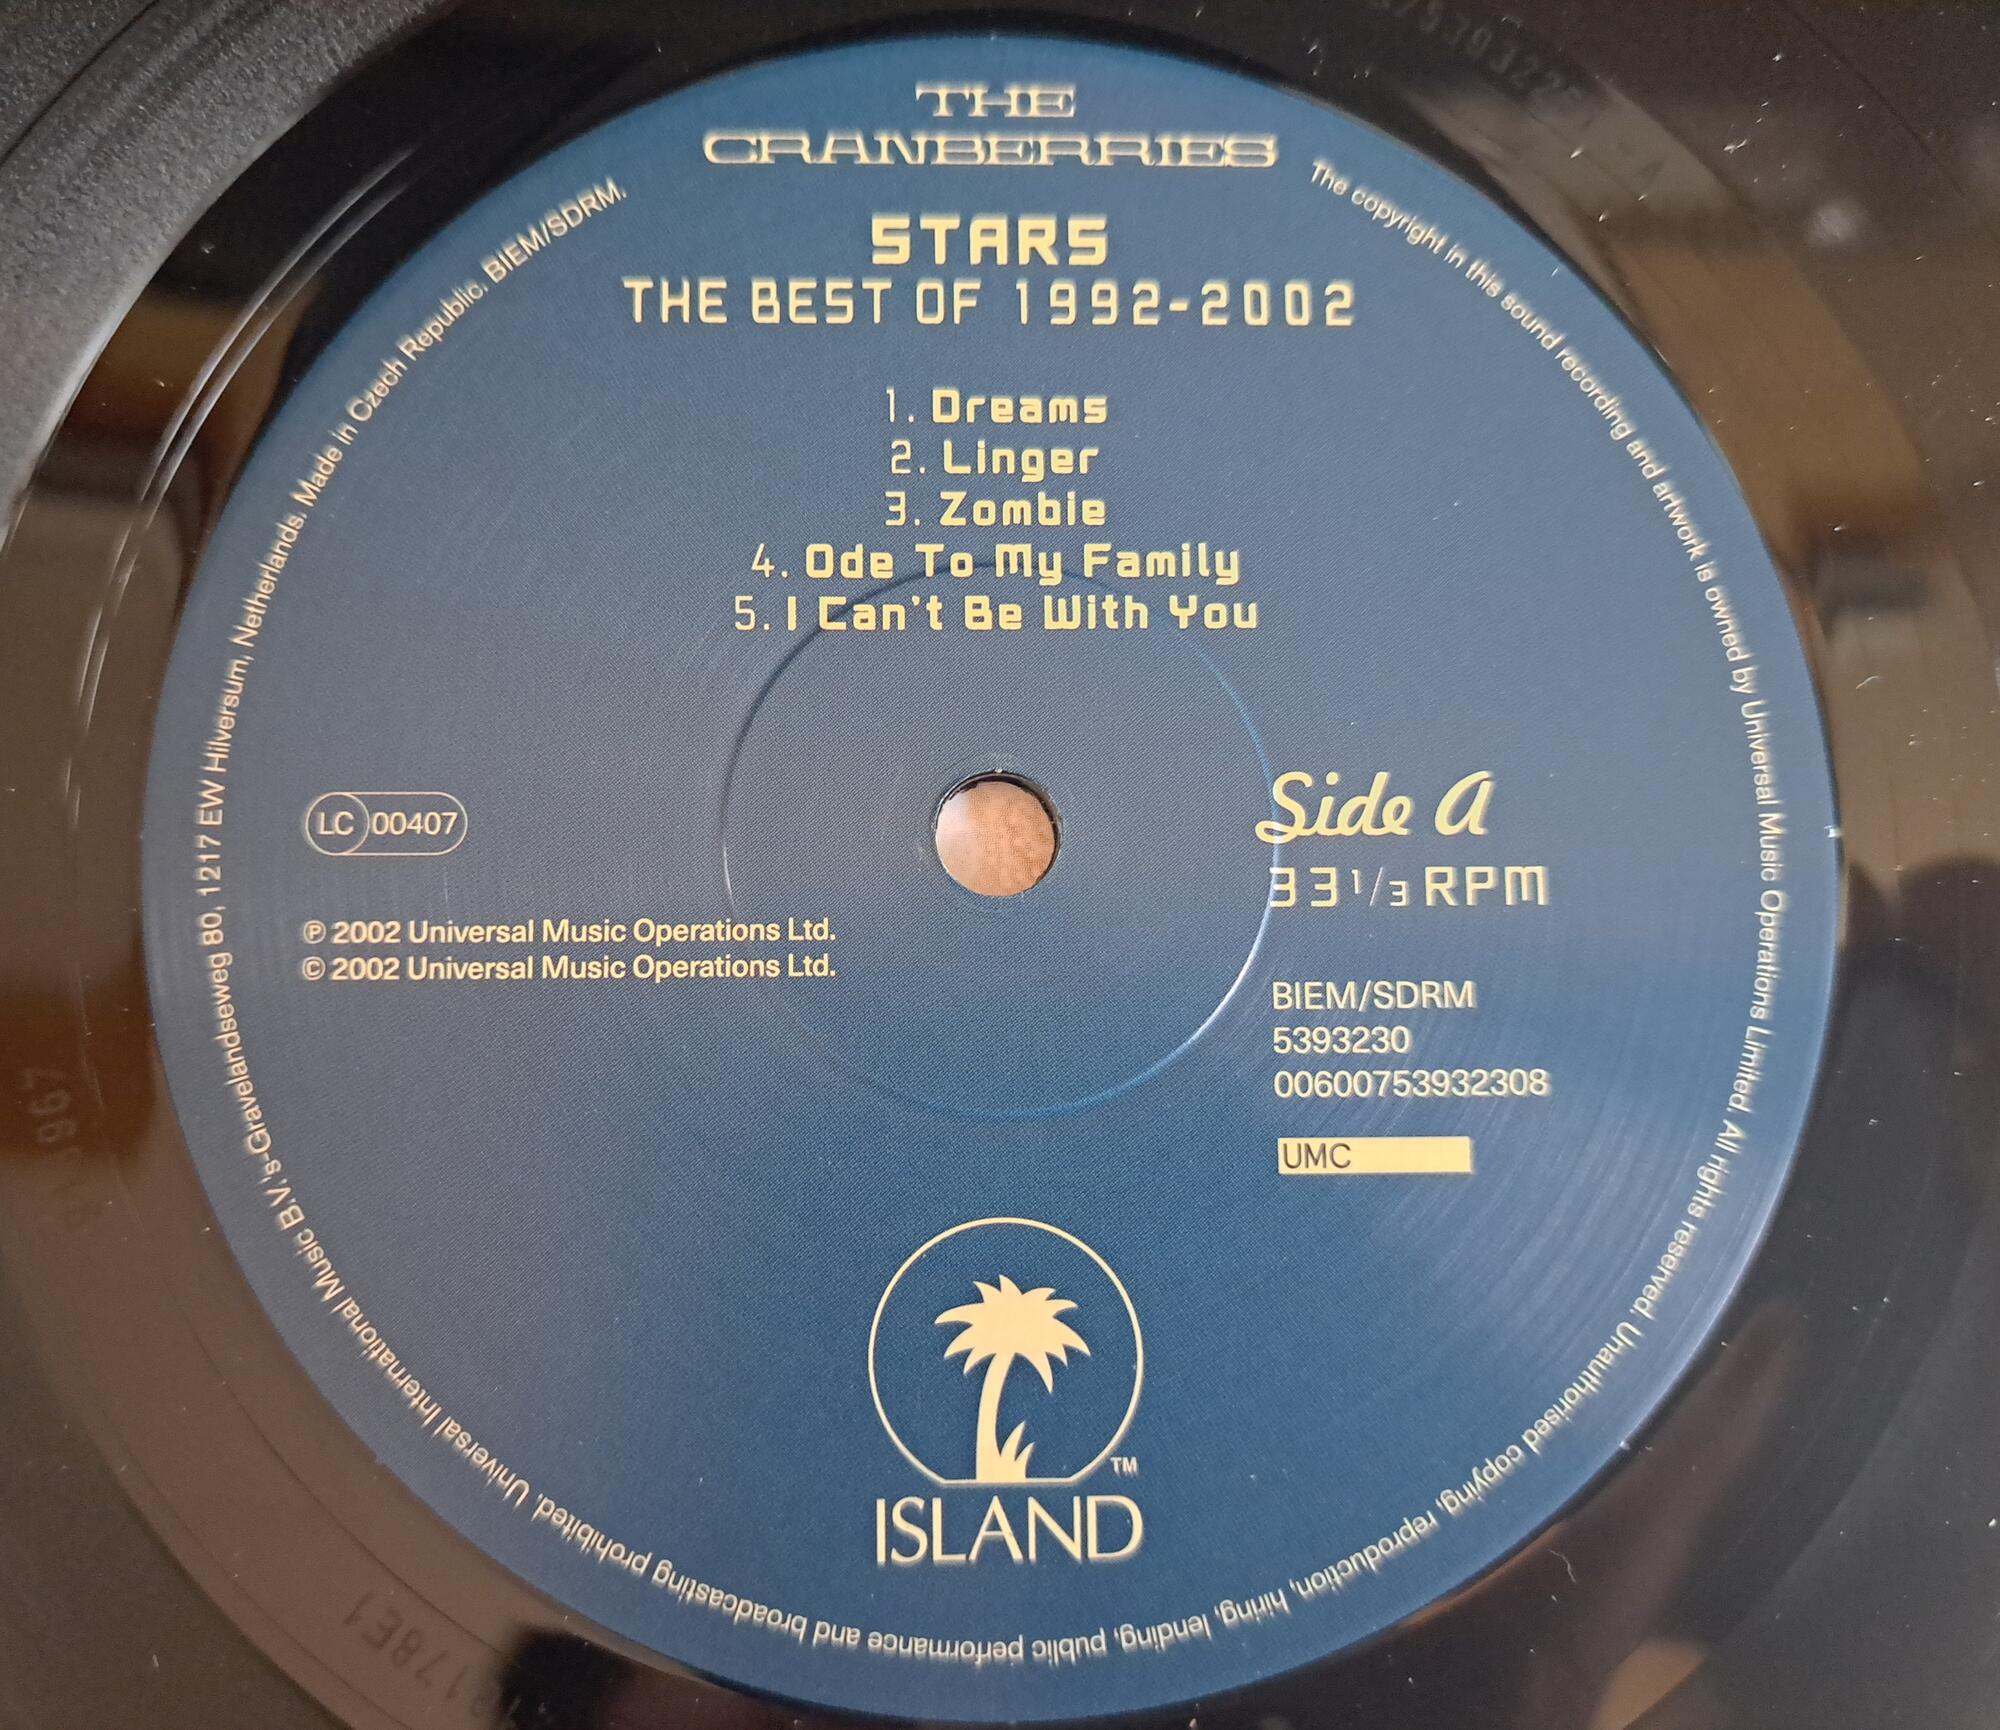 THE
CRANBERRIES
STARS
THE BEST OF 1992-2002
1. Dreams
2. Linger
3. Zombie
4. Ode To My Family
5. I Can't Be With You
LC 00407
℗ 2002 Universal Music Operations Ltd.
© 2002 Universal Music Operations Ltd.
Side A
33 1/3 RPM
BIEM/SDRM
5393230
00600753932308
UMC
TM
ISLAND
The copyright in this sound recording and artwork is owned by Universal Music Operations Limited. All rights reserved. Unauthorised copying, reproduction, hiring, lending, public performance and broadcasting prohibited. Universal International Music B.V.'s-Gravelandseweg 80, 1217 EW Hilversum, Netherlands. Made in Czech Republic. BIEM/SDRM.